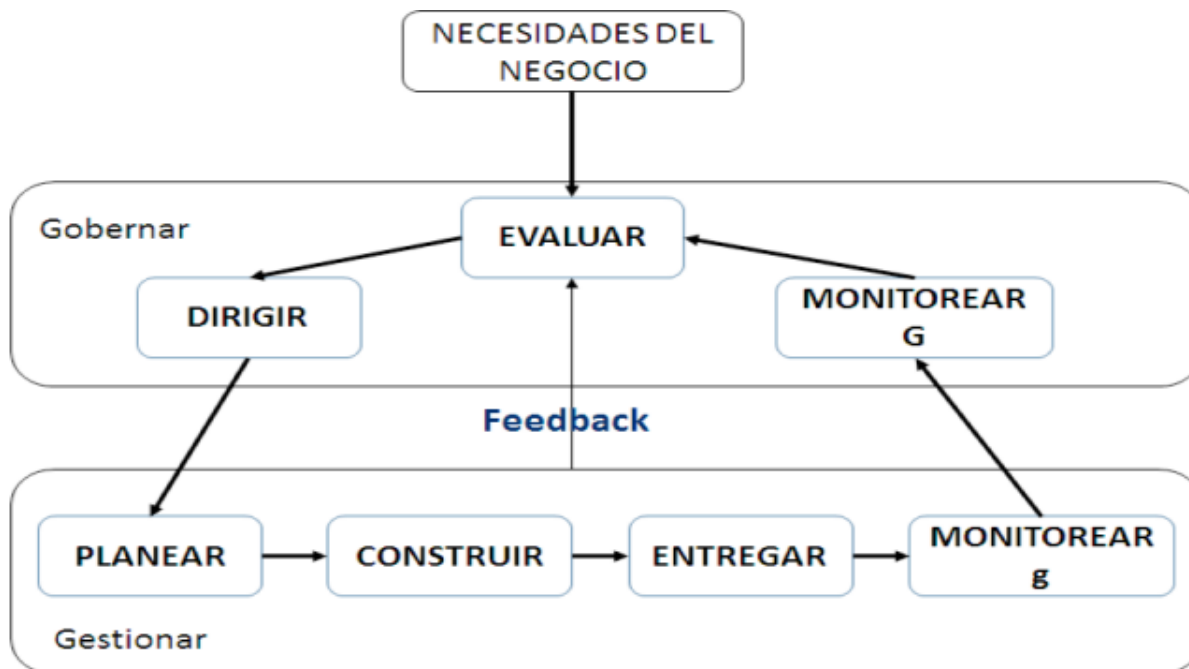 NECESIDADES DEL
NEGOCIO
Gobernar
EVALUAR
DIRIGIR
MONITOREAR
G
Feedback
PLANEAR
CONSTRUIR
ENTREGAR
MONITOREAR
g
Gestionar